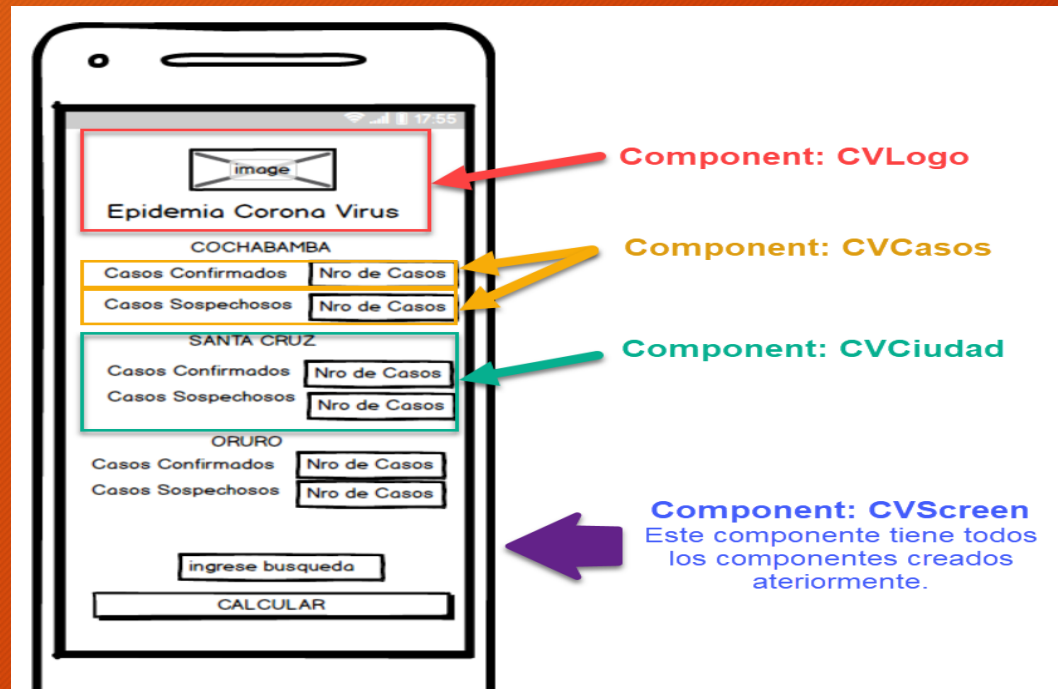 17:55
image
Epidemia Corona Virus
COCHABAMBA
Casos Confirmados Nro de Casos
Casos Sospechosos Nro de Casos
SANTA CRUZ
Casos Confirmados Nro de Casos
Casos Sospechosos Nro de Casos
ORURO
Casos Confirmados Nro de Casos
Casos Sospechosos Nro de Casos
ingrese busqueda
CALCULAR
Component: CVLogo
Component: CVCasos
Component: CVCiudad
Component: CVScreen
Este componente tiene todos
los componentes creados
ateriormente.